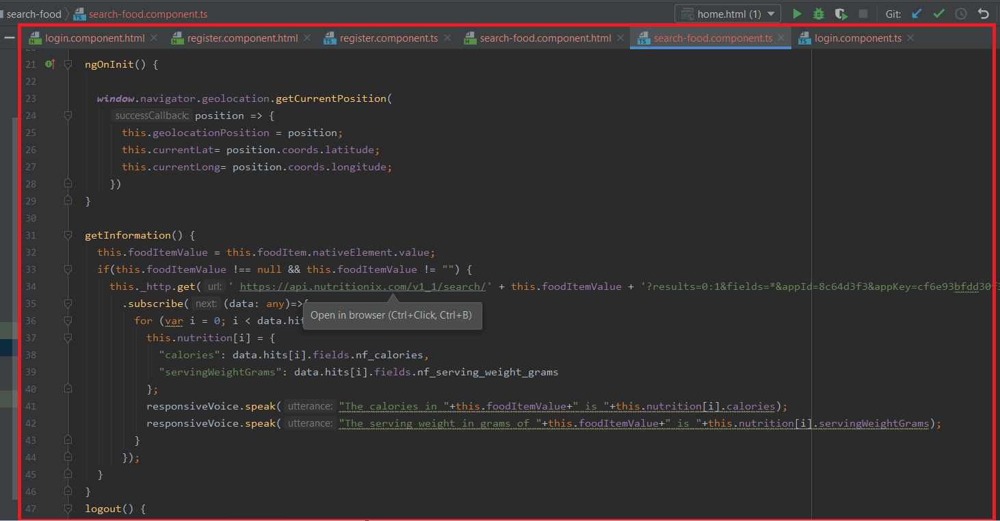 search-food search-food.component.ts home.html (1) Git:
login.component.html register.component.html register.component.ts search-food.component.html search-food.component.ts login.component.ts
21 ngOnInit() {
22
23 window.navigator.geolocation.getCurrentPosition(
24 successCallback: position => {
25 this.geolocationPosition = position;
26 this.currentLat= position.coords.latitude;
27 this.currentLong= position.coords.longitude;
28 })
29 }
30
31 getInformation() {
32 this.foodItemValue = this.foodItem.nativeElement.value;
33 if(this.foodItemValue !== null && this.foodItemValue != "") {
34 this._http.get( url: ' https://api.nutritionix.com/v1_1/search/' + this.foodItemValue + '?results=0:1&fields=*&appId=8c64d3f3&appKey=cf6e93bfdd30f3
35 .subscribe( next: (data: any)=>{
Open in browser (Ctrl+Click, Ctrl+B)
36 for (var i = 0; i < data.hit
37 this.nutrition[i] = {
38 "calories": data.hits[i].fields.nf_calories,
39 "servingWeightGrams": data.hits[i].fields.nf_serving_weight_grams
40 };
41 responsiveVoice.speak( utterance: "The calories in "+this.foodItemValue+" is "+this.nutrition[i].calories);
42 responsiveVoice.speak( utterance: "The serving weight in grams of "+this.foodItemValue+" is "+this.nutrition[i].servingWeightGrams);
43 }
44 });
45 }
46 }
47 logout() {